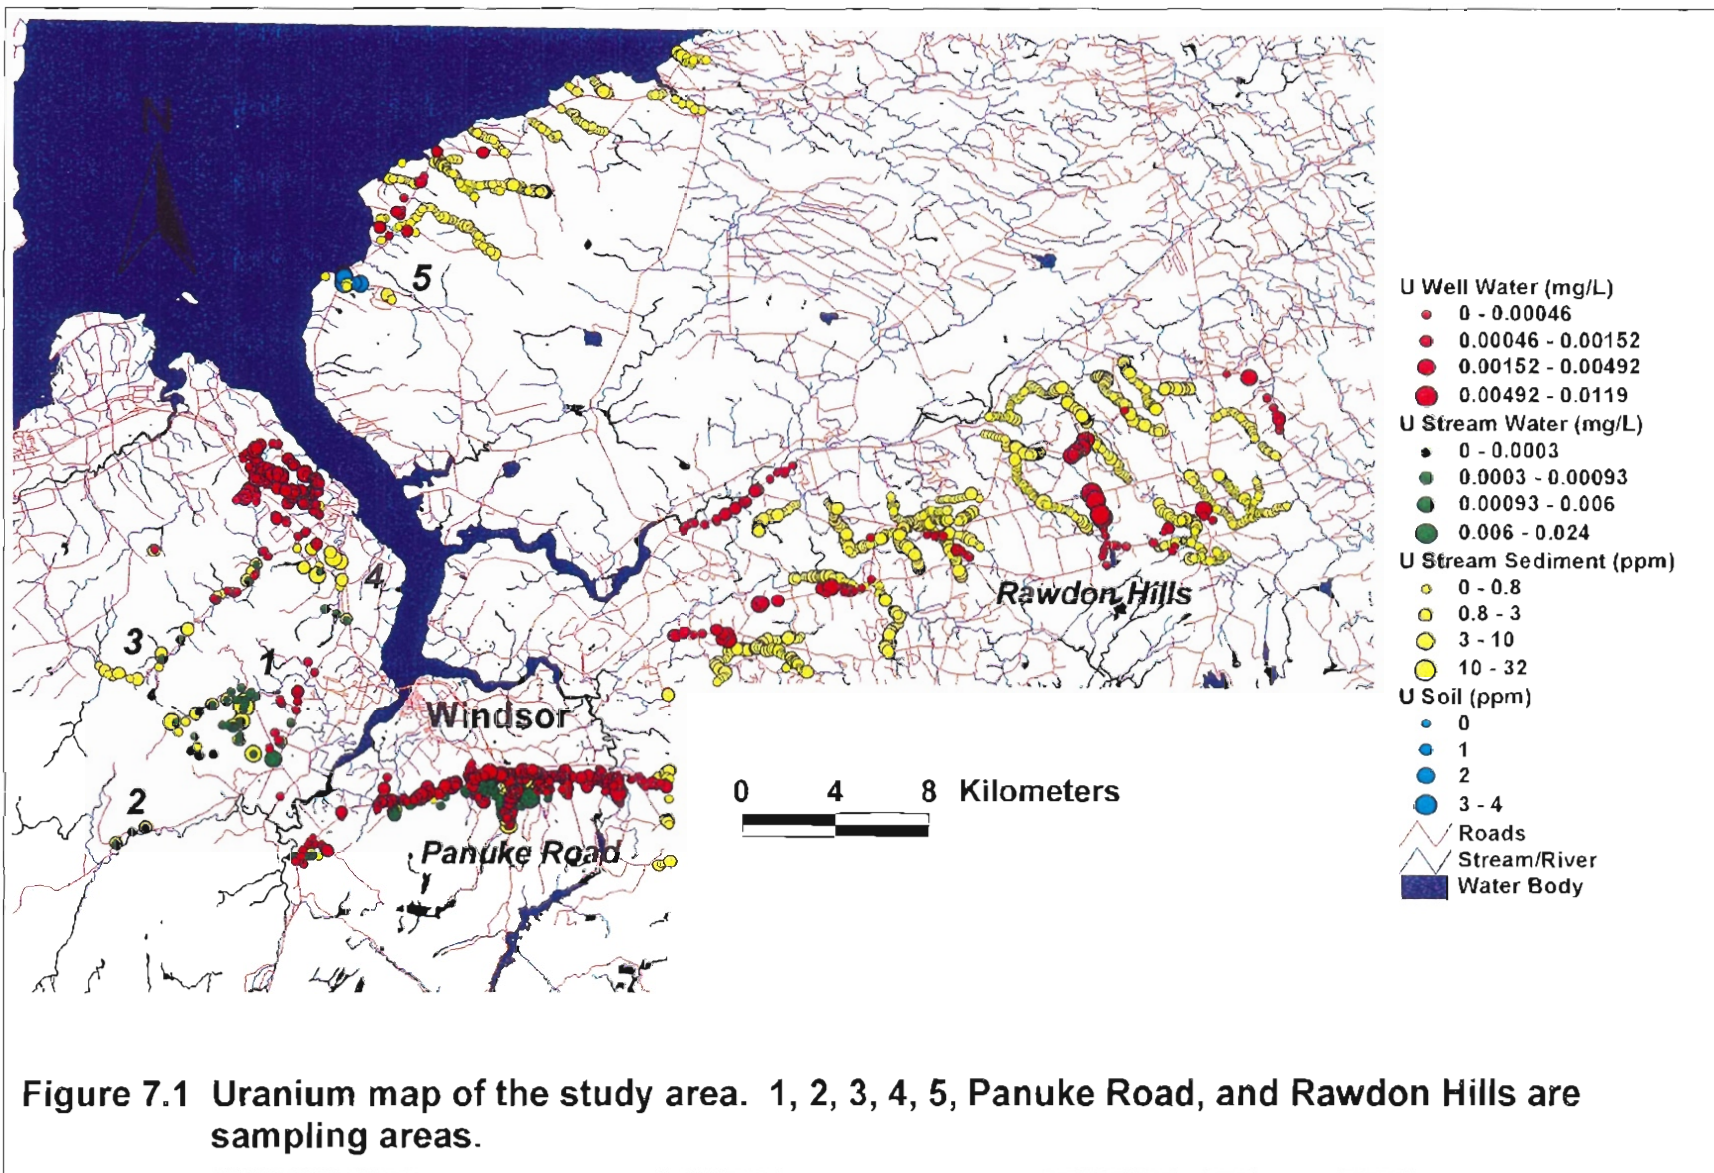 N
5
4
3
1
2
Windsor
Panuke Road
Rawdon Hills
0 4 8 Kilometers
U Well Water (mg/L)
0 - 0.00046
0.00046 - 0.00152
0.00152 - 0.00492
0.00492 - 0.0119
U Stream Water (mg/L)
0 - 0.0003
0.0003 - 0.00093
0.00093 - 0.006
0.006 - 0.024
U Stream Sediment (ppm)
0 - 0.8
0.8 - 3
3 - 10
10 - 32
U Soil (ppm)
0
1
2
3 - 4
Roads
Stream/River
Water Body
Figure 7.1 Uranium map of the study area. 1, 2, 3, 4, 5, Panuke Road, and Rawdon Hills are
sampling areas.